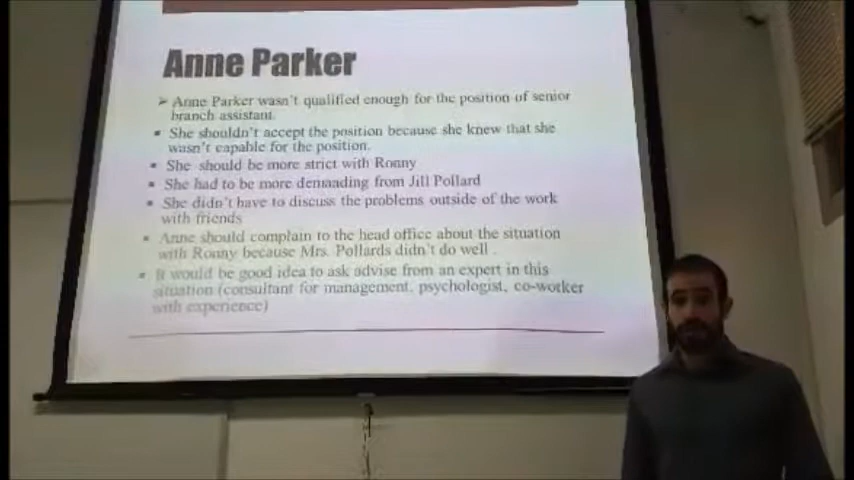 Anne Parker
➤ Anne Parker wasn't qualified enough for the position of senior
branch assistant.
▪ She shouldn't accept the position because she knew that she
wasn't capable for the position.
▪ She should be more strict with Ronny
▪ She had to be more demanding from Jill Pollard
▪ She didn't have to discuss the problems outside of the work
with friends
▪ Anne should complain to the head office about the situation
with Ronny because Mrs. Pollards didn't do well .
▪ It would be good idea to ask advise from an expert in this
situation (consultant for management, psychologist, co-worker
with experience)